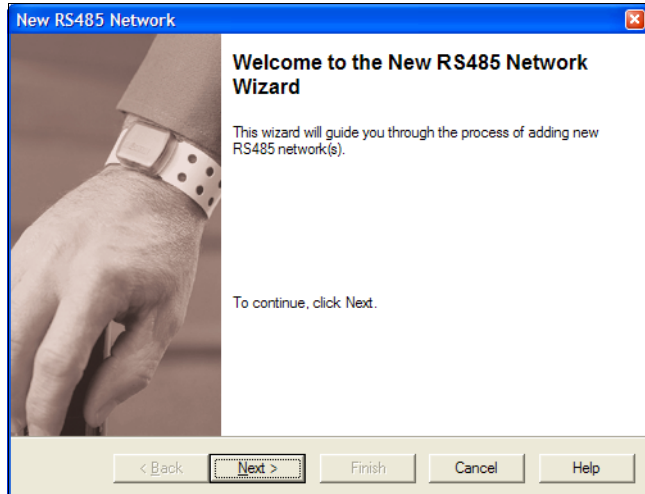 New RS485 Network
Welcome to the New RS485 Network
Wizard
This wizard will guide you through the process of adding new
RS485 network(s).
To continue, click Next.
< Back
Next >
Finish
Cancel
Help